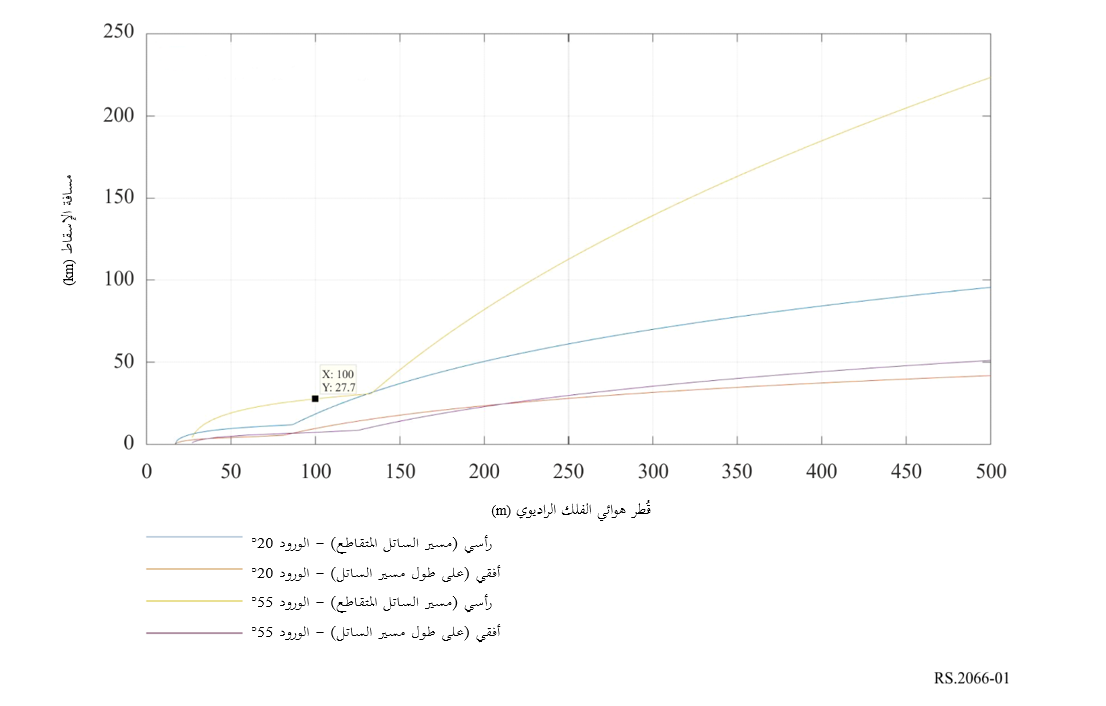 250
200
150
100
50
0
مسافة الإسقاط (km)
X: 100
Y: 27.7
0 50 100 150 200 250 300 350 400 450 500
قُطر هوائي الفلك الراديوي (m)
رأسي (مسير الساتل المتقاطع) – الورود 20°
أفقي (على طول مسير الساتل) – الورود 20°
رأسي (مسير الساتل المتقاطع) – الورود 55°
أفقي (على طول مسير الساتل) – الورود 55°
RS.2066-01